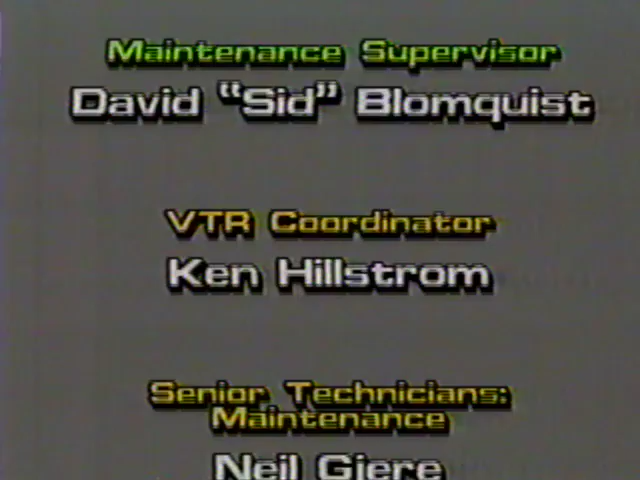 Maintenance Supervisor
David "Sid" Blomquist
VTR Coordinator
Ken Hillstrom
Senior Technicians:
Maintenance
Neil Giere